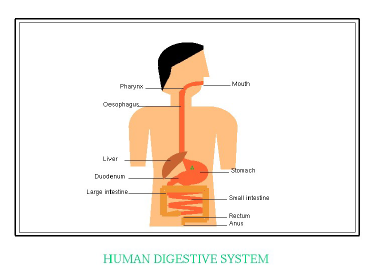 Pharynx
Mouth
Oesophagus
Liver
Stomach
Duodenum
Large intestine
Small intestine
Rectum
Anus
HUMAN DIGESTIVE SYSTEM